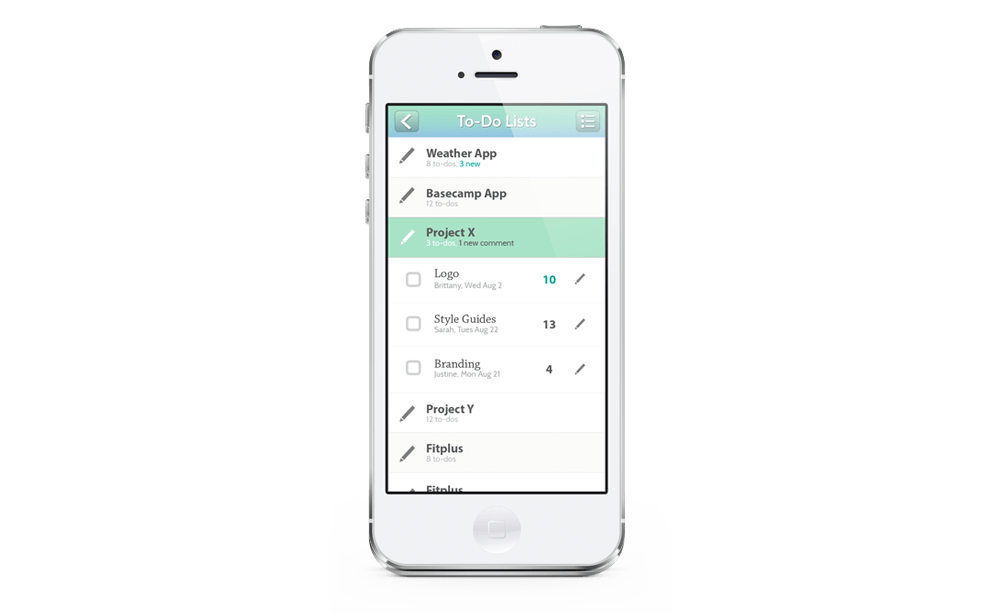 To-Do Lists
Weather App
8 to-dos, 3 new
Basecamp App
12 to-dos
Project X
3 to-dos, 1 new comment
Logo
Brittany, Wed Aug 2
10
Style Guides
Sarah, Tues Aug 22
13
Branding
Justine, Mon Aug 21
4
Project Y
12 to-dos
Fitplus
8 to-dos
Fitplus